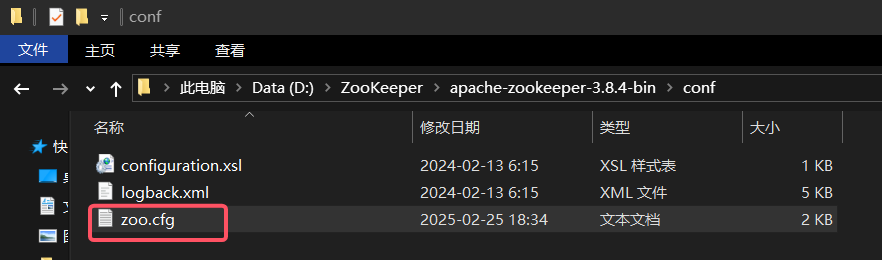 conf
文件 主页 共享 查看
此电脑 Data (D:) ZooKeeper apache-zookeeper-3.8.4-bin conf
名称 修改日期 类型 大小
快
configuration.xsl 2024-02-13 6:15 XSL 样式表 1 KB
logback.xml 2024-02-13 6:15 XML 文件 5 KB
zoo.cfg 2025-02-25 18:34 文本文档 2 KB